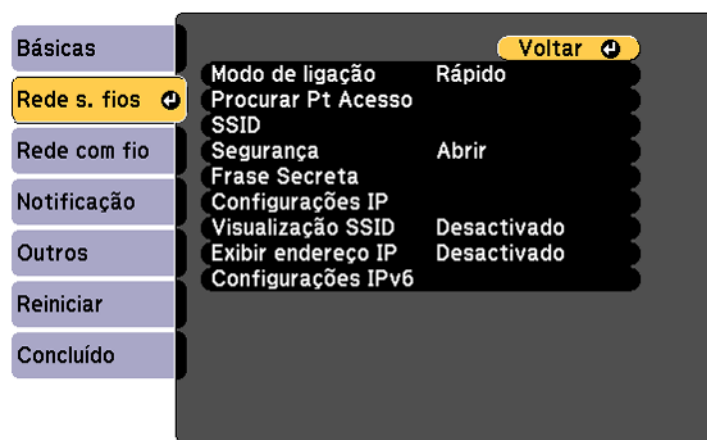 Básicas
Rede s. fios
Rede com fio
Notificação
Outros
Reiniciar
Concluído
Voltar
Modo de ligação Rápido
Procurar Pt Acesso
SSID
Segurança Abrir
Frase Secreta
Configurações IP
Visualização SSID Desactivado
Exibir endereço IP Desactivado
Configurações IPv6